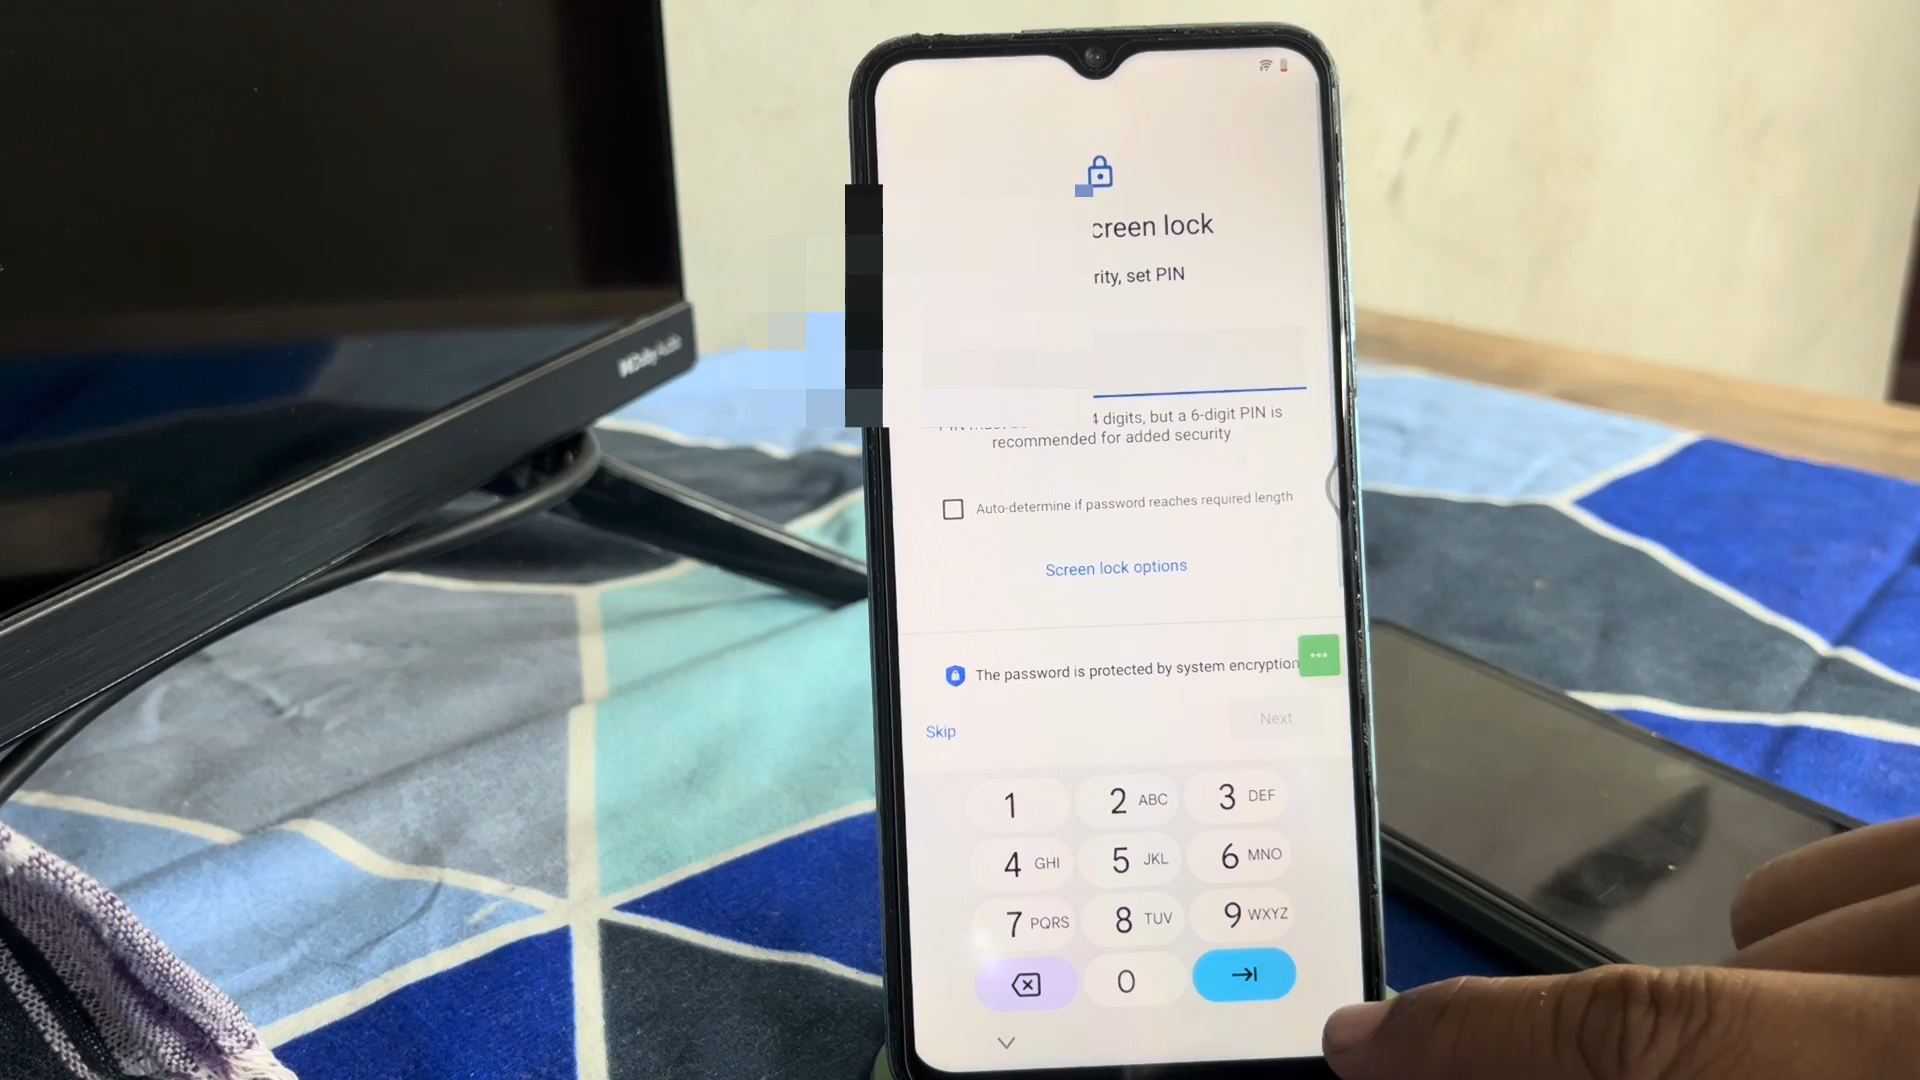 creen lock
rity, set PIN
4 digits, but a 6-digit PIN is
recommended for added security
Auto-determine if password reaches required length
Screen lock options
The password is protected by system encryption
Skip
Next
1
2 ABC
3 DEF
4 GHI
5 JKL
6 MNO
7 PQRS
8 TUV
9 WXYZ
0
Dolby Audio